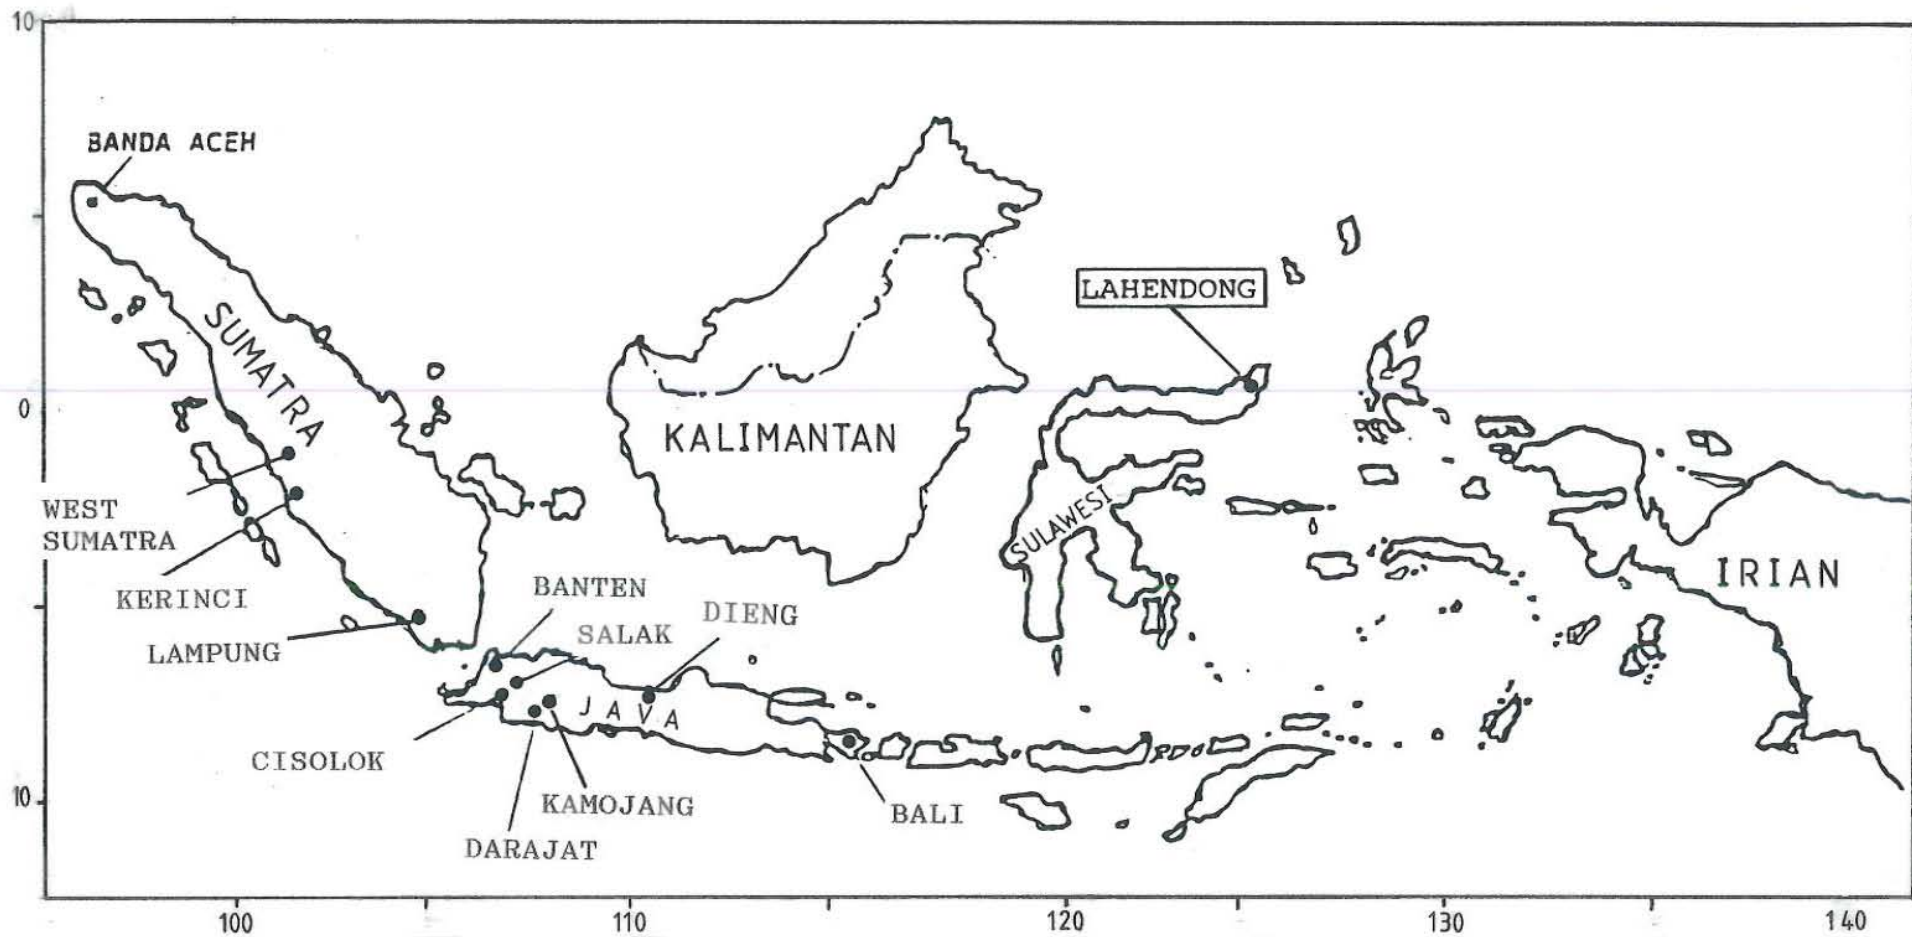 10
BANDA ACEH
LAHENDONG
SUMATRA
0
KALIMANTAN
WEST
SUMATRA
SULAWESI
KERINCI
BANTEN
IRIAN
LAMPUNG
SALAK
DIENG
JAVA
CISOLOK
10
KAMOJANG
BALI
DARAJAT
100
110
120
130
140